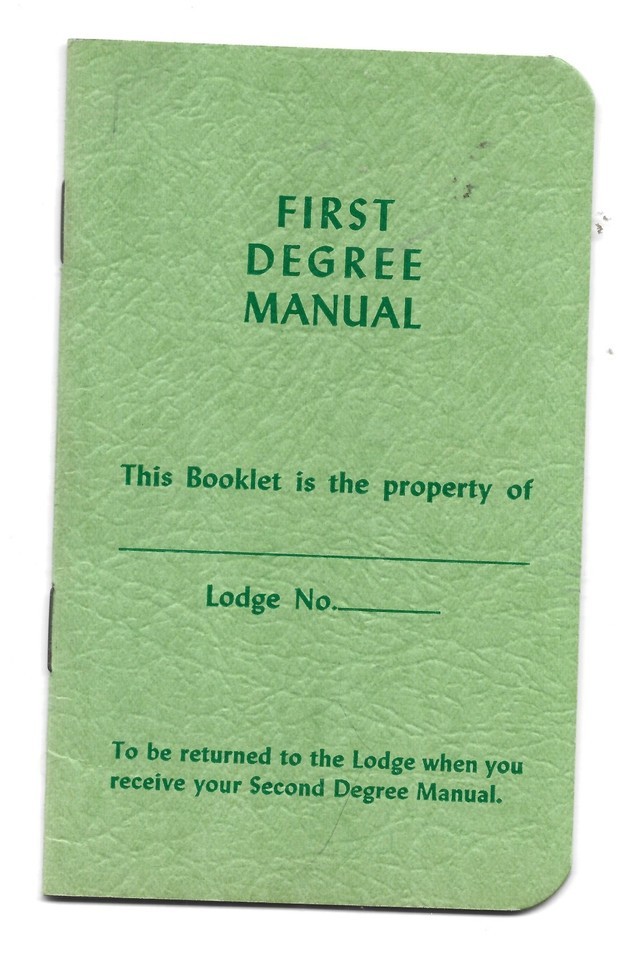 FIRST
DEGREE
MANUAL
This Booklet is the property of
Lodge No.
To be returned to the Lodge when you
receive your Second Degree Manual.